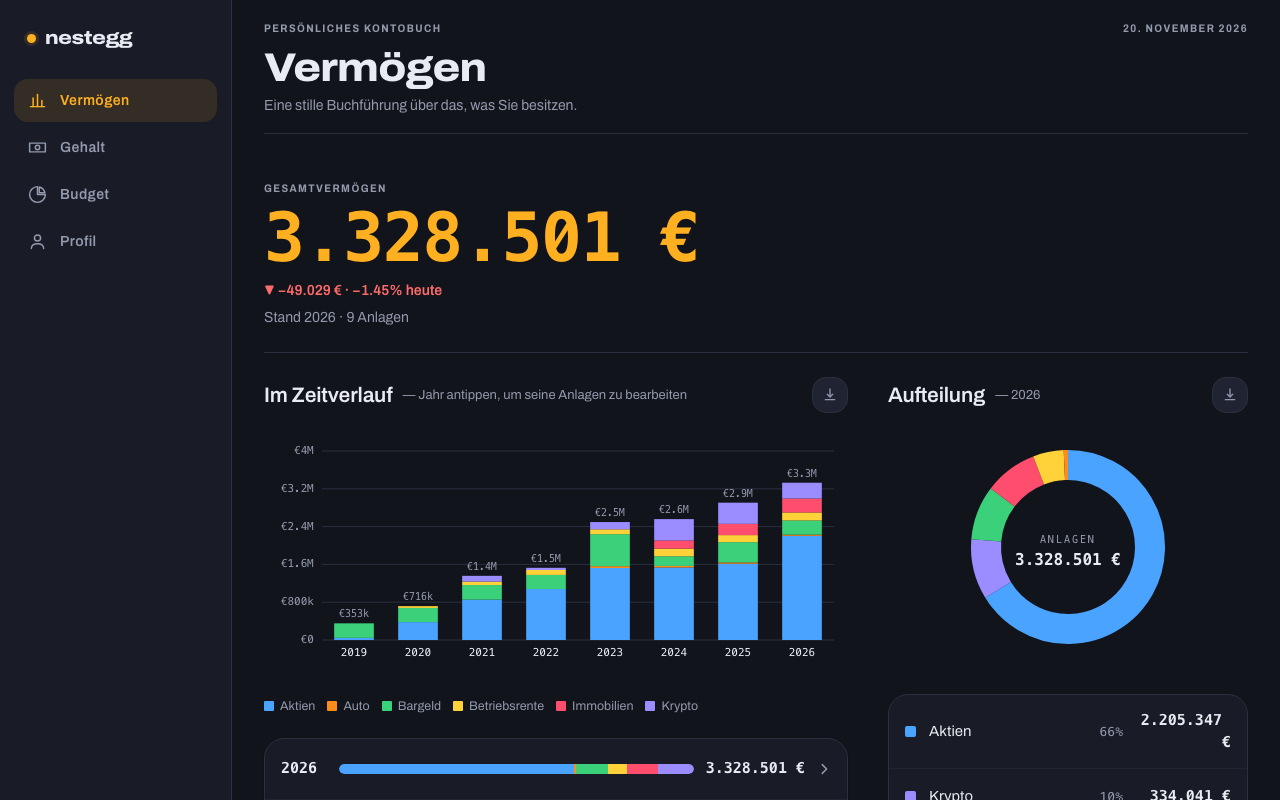 nestegg
Vermögen
Gehalt
Budget
Profil
PERSÖNLICHES KONTOBUCH
20. NOVEMBER 2026
Vermögen
Eine stille Buchführung über das, was Sie besitzen.
GESAMTVERMÖGEN
3.328.501 €
▼ −49.029 € · −1.45% heute
Stand 2026 · 9 Anlagen
Im Zeitverlauf — Jahr antippen, um seine Anlagen zu bearbeiten
€4M
€3.2M
€2.4M
€1.6M
€800k
€0
€353k
€716k
€1.4M
€1.5M
€2.5M
€2.6M
€2.9M
€3.3M
2019 2020 2021 2022 2023 2024 2025 2026
Aktien Auto Bargeld Betriebsrente Immobilien Krypto
2026 3.328.501 €
Aufteilung — 2026
ANLAGEN
3.328.501 €
Aktien 66% 2.205.347 €
Krypto 10% 334.041 €